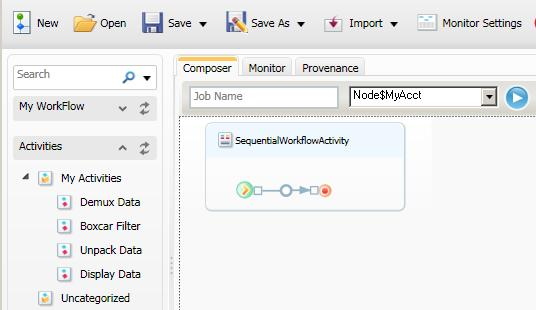 New Open Save Save As Import Monitor Settings
Search
Composer Monitor Provenance
Job Name Node$MyAcct
My WorkFlow
SequentialWorkflowActivity
Activities
My Activities
Demux Data
Boxcar Filter
Unpack Data
Display Data
Uncategorized